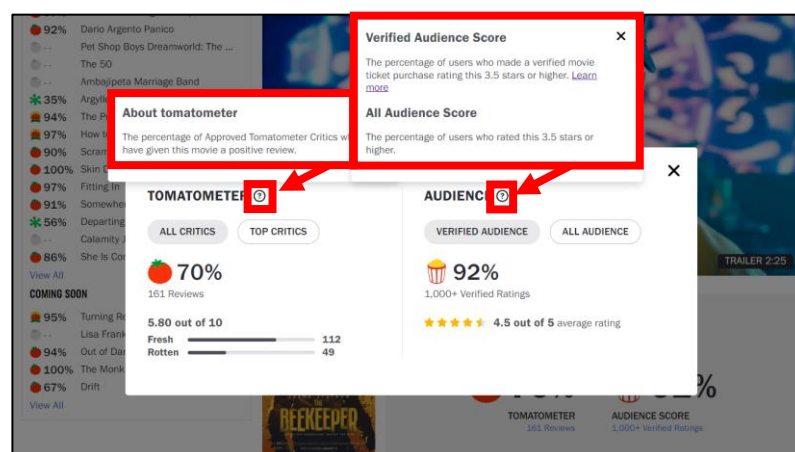 92% Dario Argento Panico
-- Pet Shop Boys Dreamworld: The ...
-- The 50
-- Ambajipeta Marriage Band
35% Argylle
94% The
97% How
90%
100% Skin
97% Fitting In
91%
56% Departing
-- Calamity
86% She Is
View All
COMING SOON
95% Turning
-- Lisa Frank
94% Out of
100% The Monk
67% Drift
View All
About tomatometer
The percentage of Approved Tomatometer Critics
have given this movie a positive review.
Verified Audience Score
The percentage of users who made a verified movie
ticket purchase rating this 3.5 stars or higher. Learn
more
All Audience Score
The percentage of users who rated this 3.5 stars or
higher.
TOMATOMETER
ALL CRITICS TOP CRITICS
70%
161 Reviews
5.80 out of 10
Fresh 112
Rotten 49
AUDIENCE
VERIFIED AUDIENCE ALL AUDIENCE
92%
1,000+ Verified Ratings
4.5 out of 5 average rating
TRAILER 2:25
THE
BEEKEEPER
TOMATOMETER
161 Reviews
AUDIENCE SCORE
1,000+ Verified Ratings